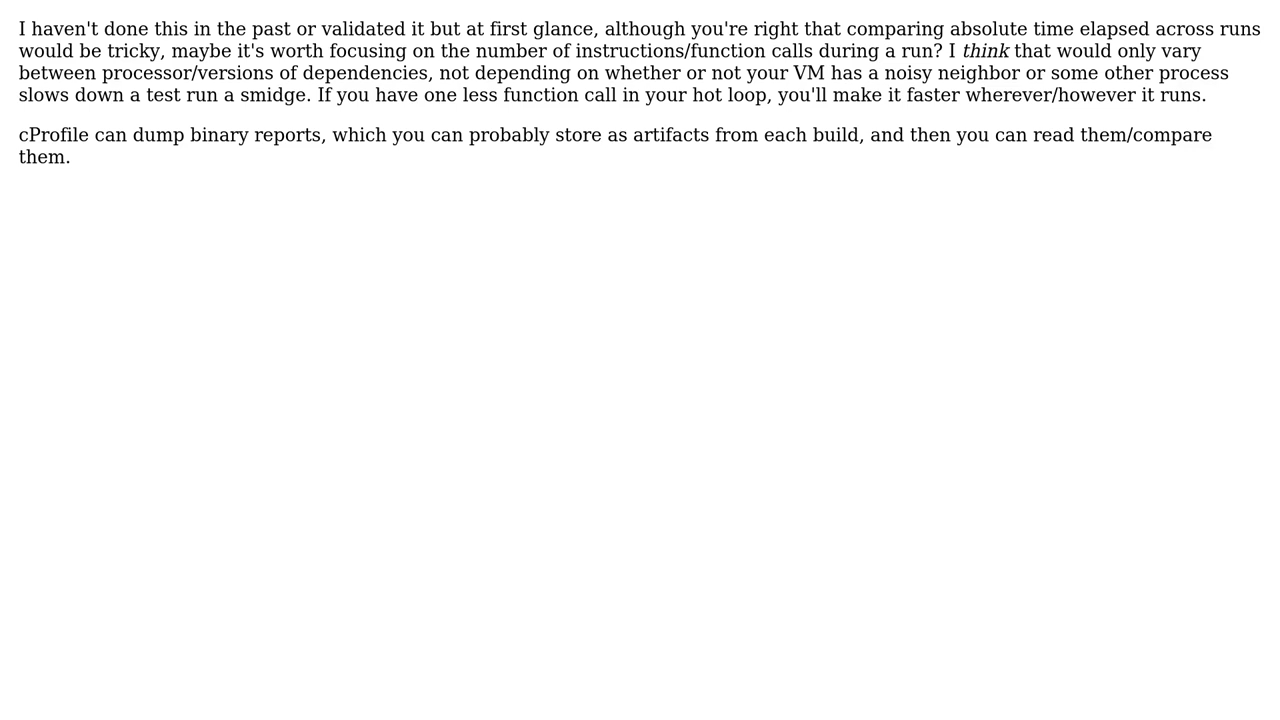 I haven't done this in the past or validated it but at first glance, although you're right that comparing absolute time elapsed across runs
would be tricky, maybe it's worth focusing on the number of instructions/function calls during a run? I think that would only vary
between processor/versions of dependencies, not depending on whether or not your VM has a noisy neighbor or some other process
slows down a test run a smidge. If you have one less function call in your hot loop, you'll make it faster wherever/however it runs.
cProfile can dump binary reports, which you can probably store as artifacts from each build, and then you can read them/compare
them.